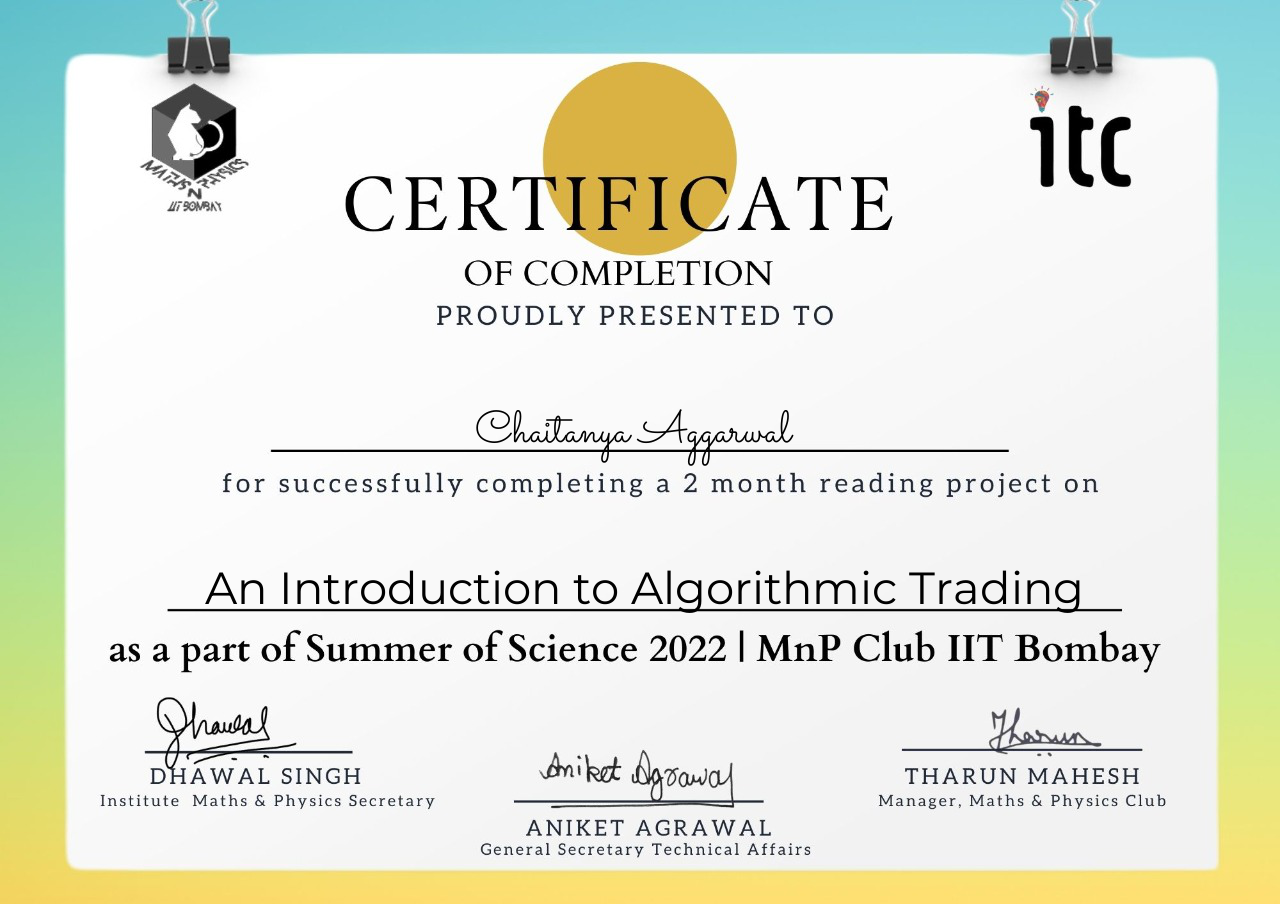 MATHS N PHYSICS
IIT BOMBAY
itc
CERTIFICATE
OF COMPLETION
PROUDLY PRESENTED TO
Chaitanya Aggarwal
for successfully completing a 2 month reading project on
An Introduction to Algorithmic Trading
as a part of Summer of Science 2022 | MnP Club IIT Bombay
Dhawal
DHAWAL SINGH
Institute Maths & Physics Secretary
Aniket Agrawal
ANIKET AGRAWAL
General Secretary Technical Affairs
Tharun
THARUN MAHESH
Manager, Maths & Physics Club